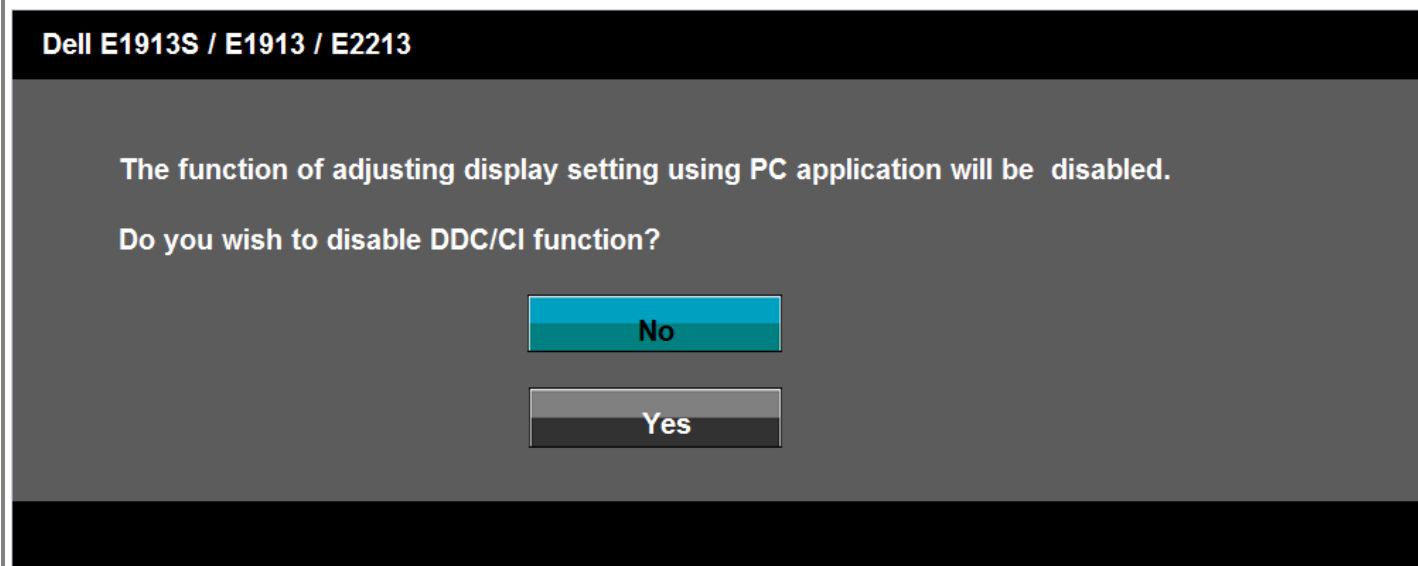 Dell E1913S / E1913 / E2213
The function of adjusting display setting using PC application will be  disabled.
Do you wish to disable DDC/CI function?
No
Yes